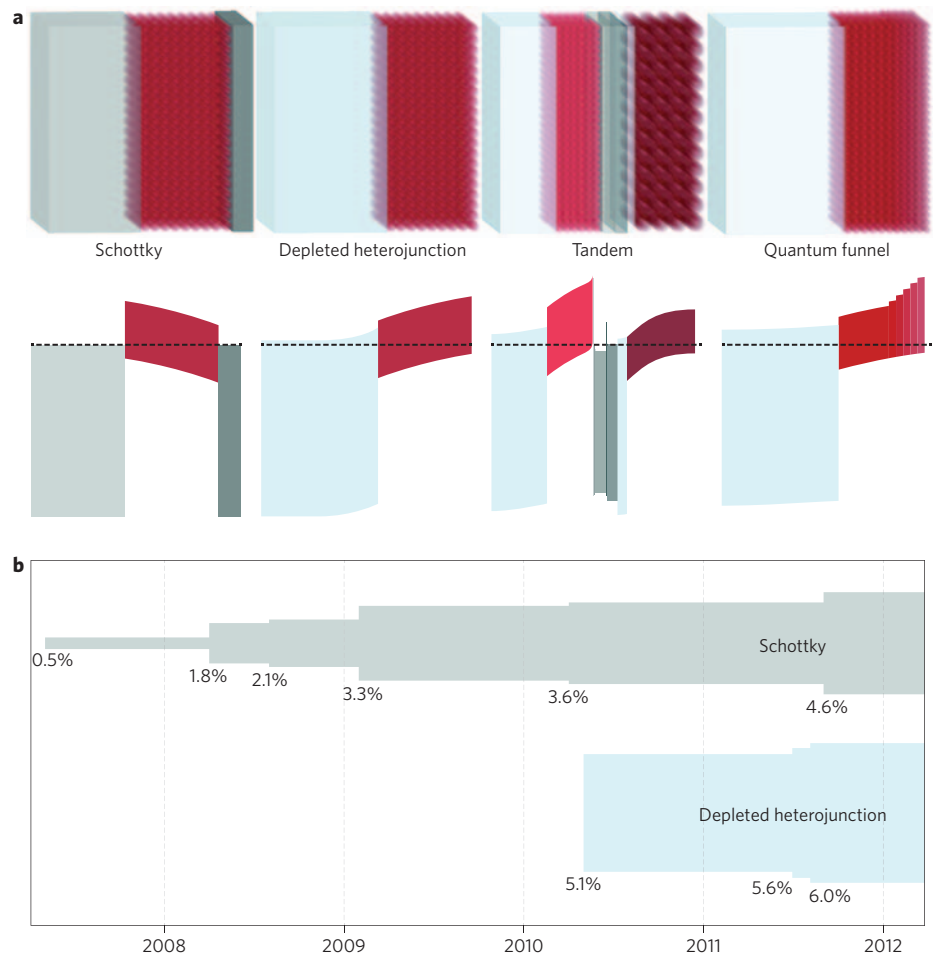 a
Schottky
Depleted heterojunction
Tandem
Quantum funnel
b
Schottky
0.5%
1.8%
2.1%
3.3%
3.6%
4.6%
Depleted heterojunction
5.1%
5.6%
6.0%
2008
2009
2010
2011
2012